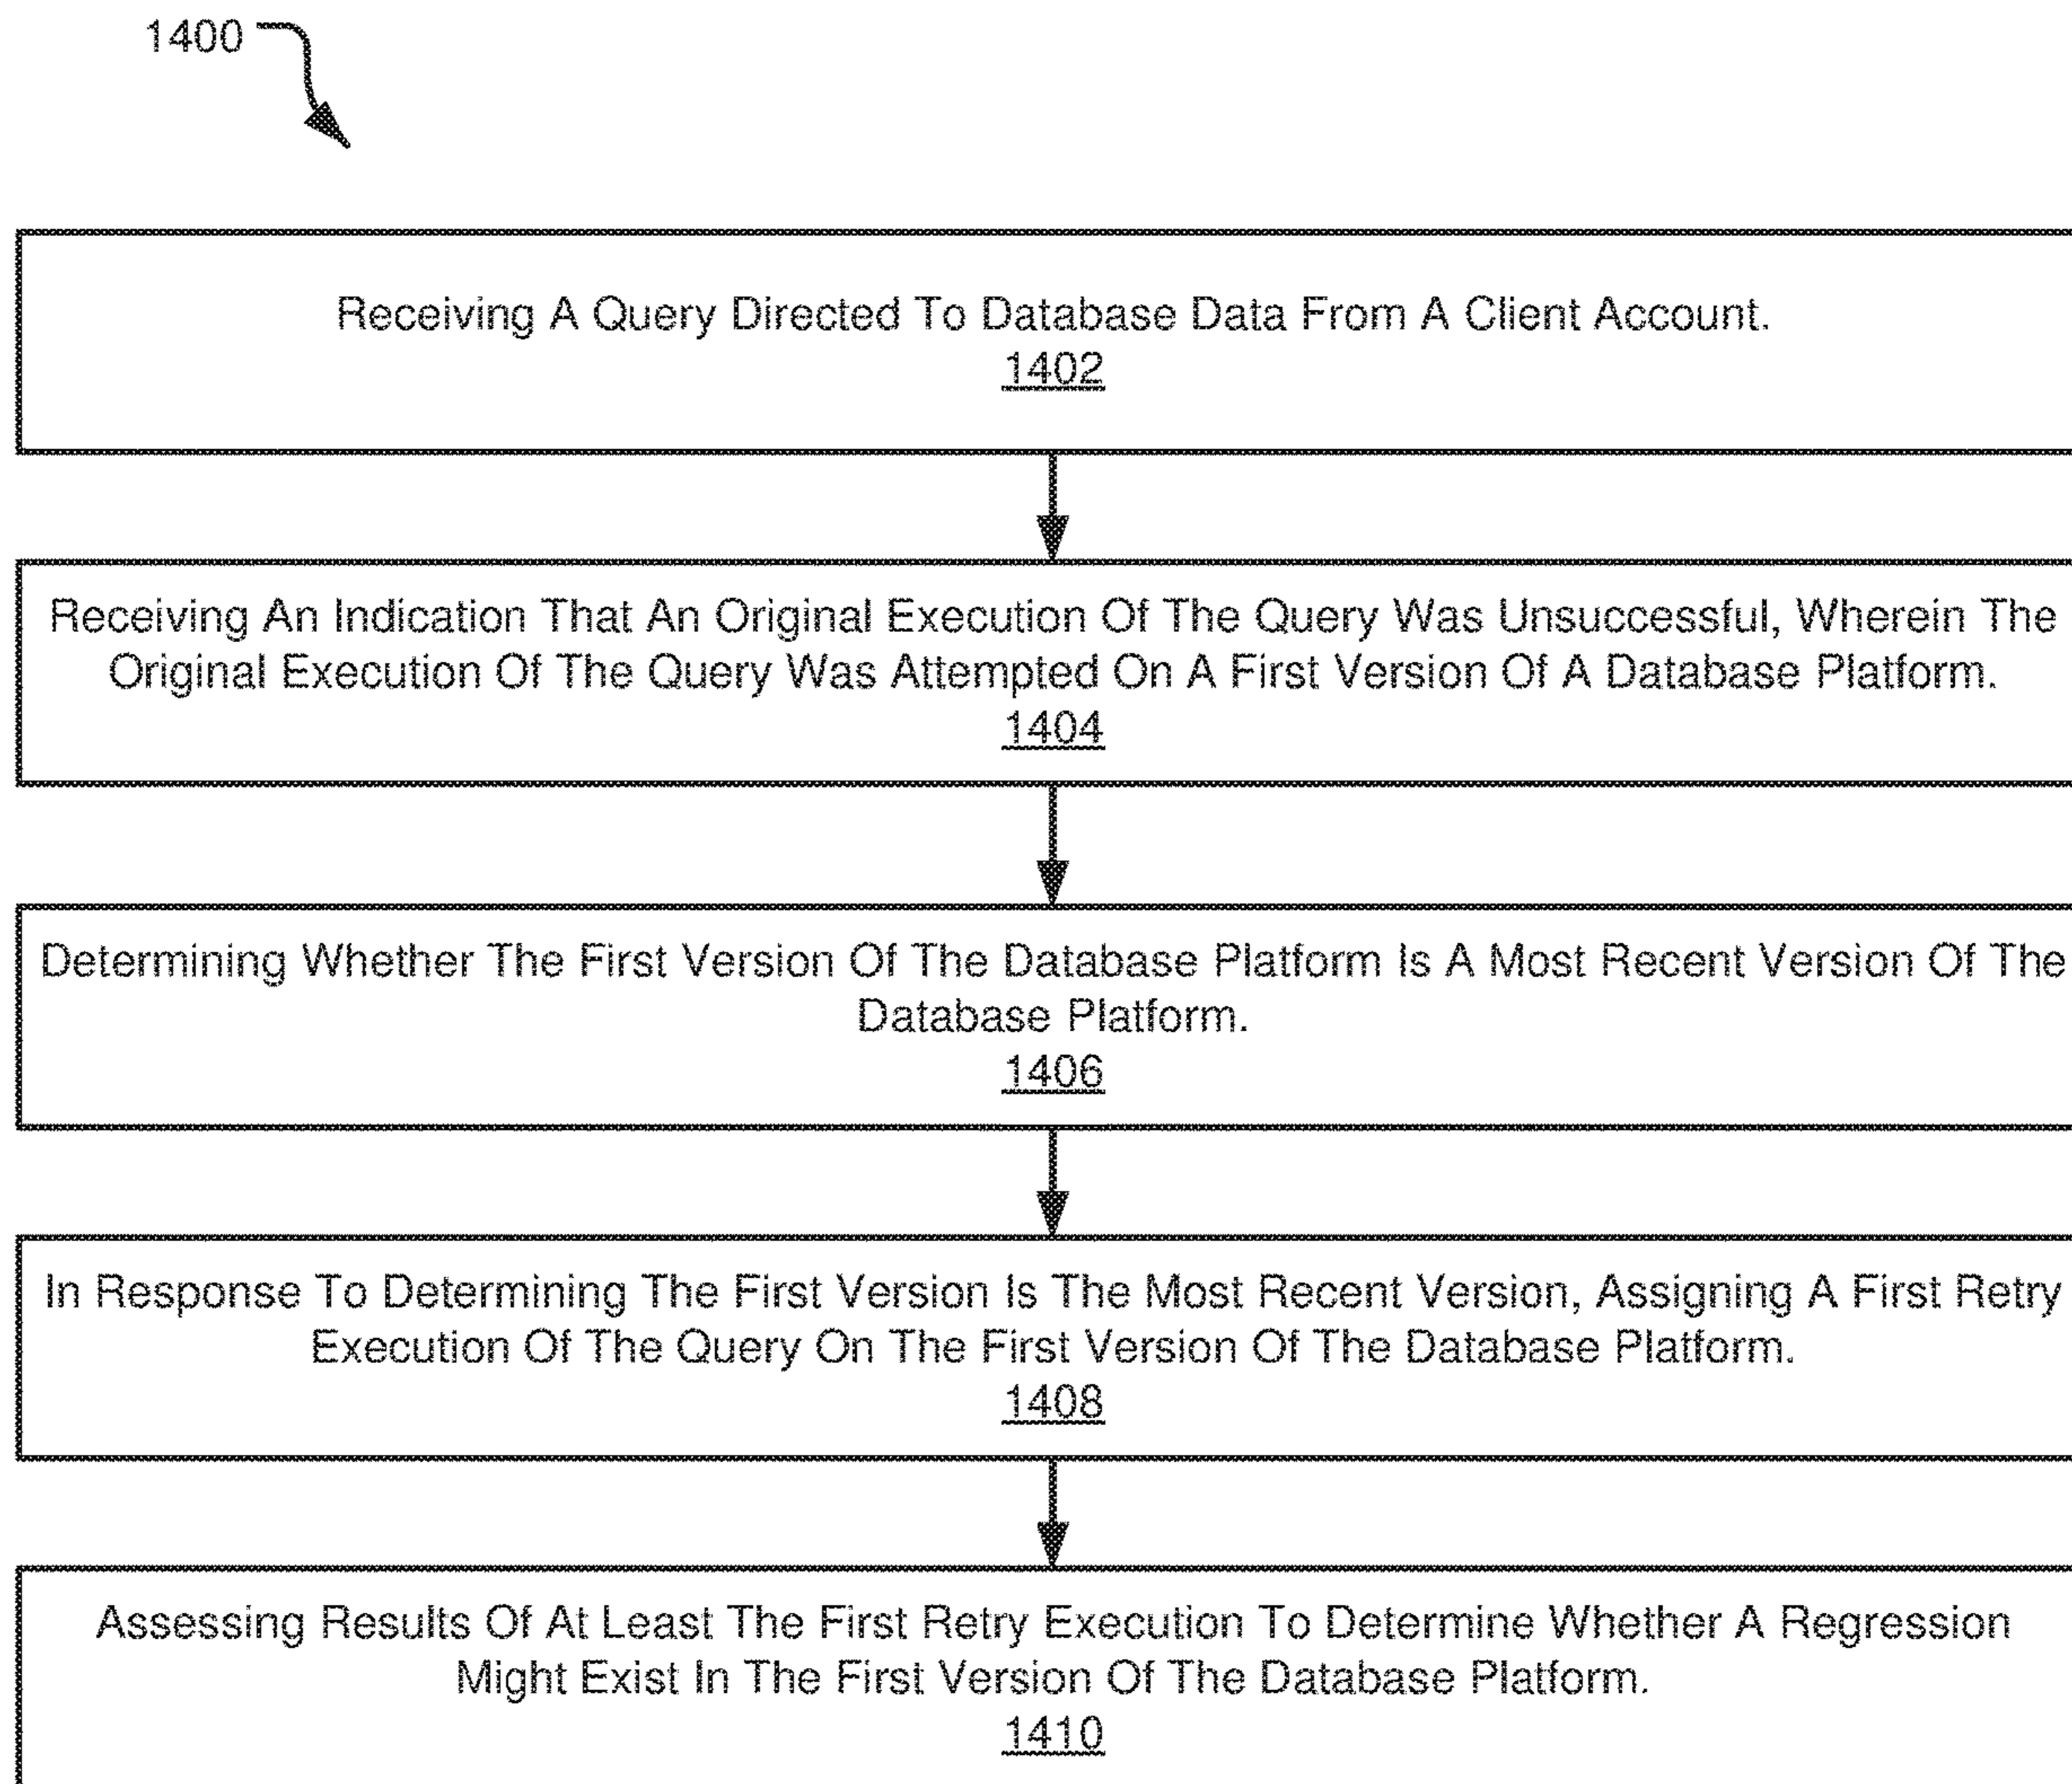 1400
Receiving A Query Directed To Database Data From A Client Account.
1402
Receiving An Indication That An Original Execution Of The Query Was Unsuccessful, Wherein The
Original Execution Of The Query Was Attempted On A First Version Of A Database Platform.
1404
Determining Whether The First Version Of The Database Platform Is A Most Recent Version Of The
Database Platform.
1406
In Response To Determining The First Version Is The Most Recent Version, Assigning A First Retry
Execution Of The Query On The First Version Of The Database Platform.
1408
Assessing Results Of At Least The First Retry Execution To Determine Whether A Regression
Might Exist In The First Version Of The Database Platform.
1410